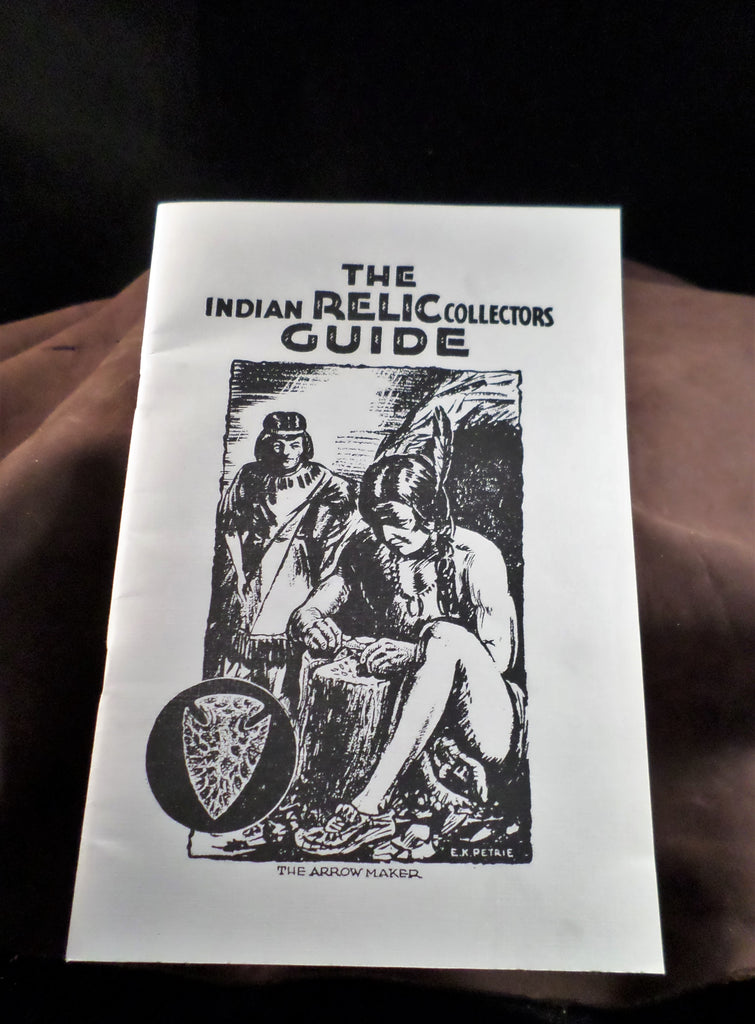 THE
INDIAN RELIC COLLECTORS
GUIDE
E.K. PETRIE
THE ARROW MAKER